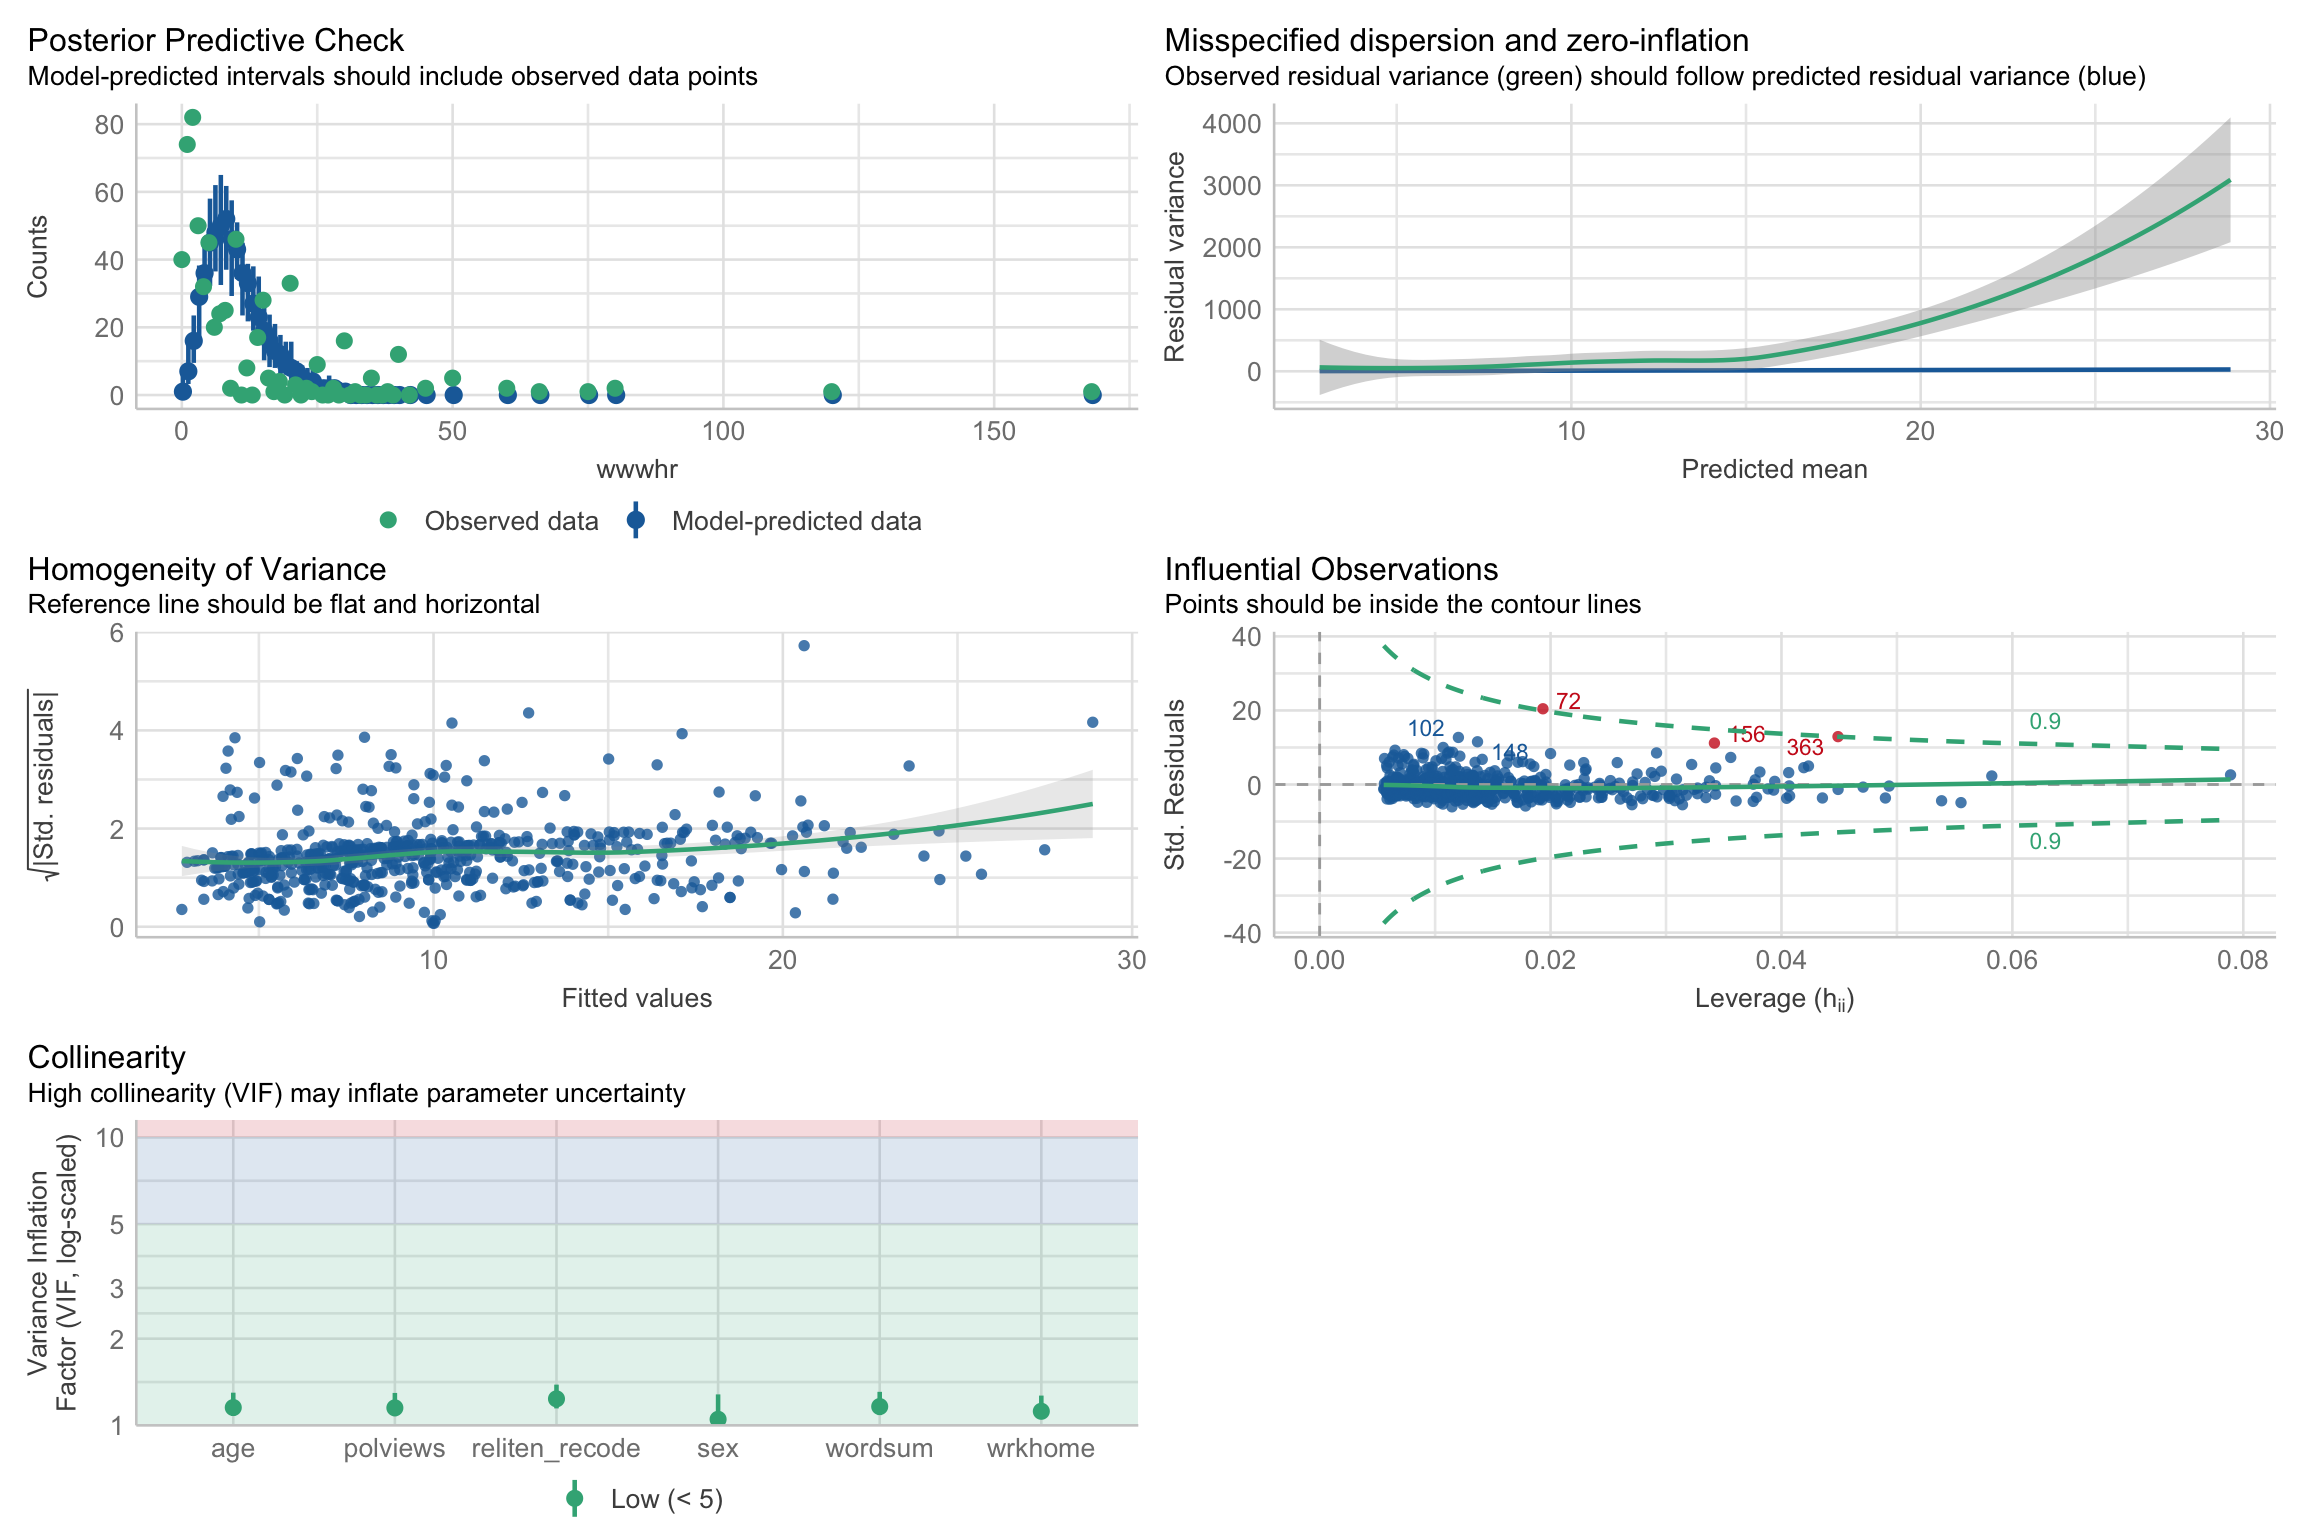 Posterior Predictive Check
Model-predicted intervals should include observed data points
Counts
80
60
40
20
0
0 50 100 150
wwwhr
Observed data Model-predicted data
Misspecified dispersion and zero-inflation
Observed residual variance (green) should follow predicted residual variance (blue)
Residual variance
4000
3000
2000
1000
0
10 20 30
Predicted mean
Homogeneity of Variance
Reference line should be flat and horizontal
√|Std. residuals|
6
4
2
0
10 20 30
Fitted values
Influential Observations
Points should be inside the contour lines
Std. Residuals
40
20
0
-20
-40
72
102
156
0.9
148
363
0.9
0.00 0.02 0.04 0.06 0.08
Leverage (hii)
Collinearity
High collinearity (VIF) may inflate parameter uncertainty
Variance Inflation
Factor (VIF, log-scaled)
10
5
3
2
1
age polviews reliten_recode sex wordsum wrkhome
Low (< 5)